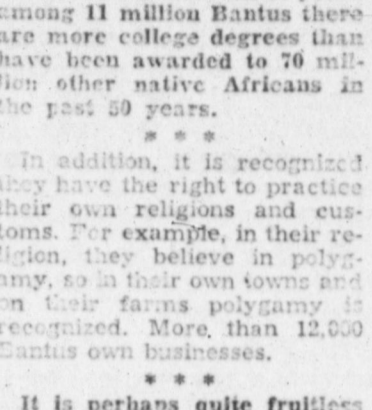 among 11 million Bantus there
are more college degrees than
have been awarded to 70 mil-
lion other native Africans in
the past 50 years.
* * *
In addition, it is recognized
they have the right to practice
their own religions and cus-
toms. For example, in their re-
ligion, they believe in polyg-
amy, so in their own towns and
on their farms polygamy is
recognized. More, than 12,000
Bantus own businesses.
* * *
It is perhaps quite fruitless